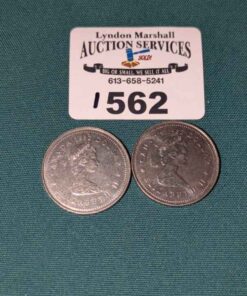 Lyndon Marshall
AUCTION SERVICES
SOLD!
BIG OR SMALL, WE SELL IT ALL
613-658-5241
1562